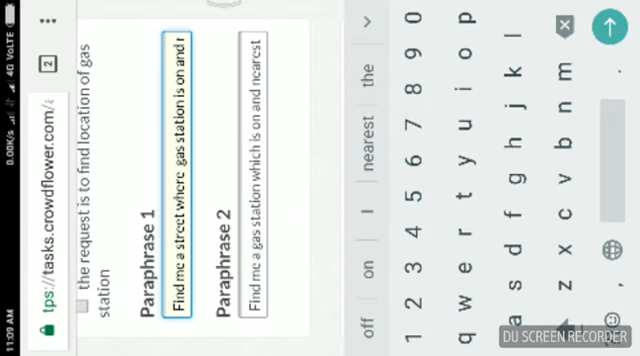 11:09 AM
0.00K/s 4G VoLTE
tps://tasks.crowdflower.com/
2
the request is to find location of gas
station
Paraphrase 1
Find me a street where gas station is on and
Paraphrase 2
Find me a gas station which is on and nearest
off on I nearest the
1 2 3 4 5 6 7 8 9 0
q w e r t y u i o p
a s d f g h j k l
z x c v b n m
, .
DU SCREEN RECORDER